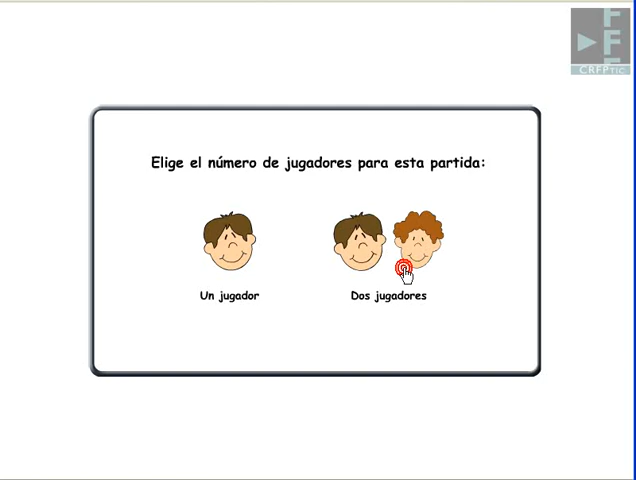 F
F
F
CRFPTIC
Elige el número de jugadores para esta partida:
Un jugador
Dos jugadores